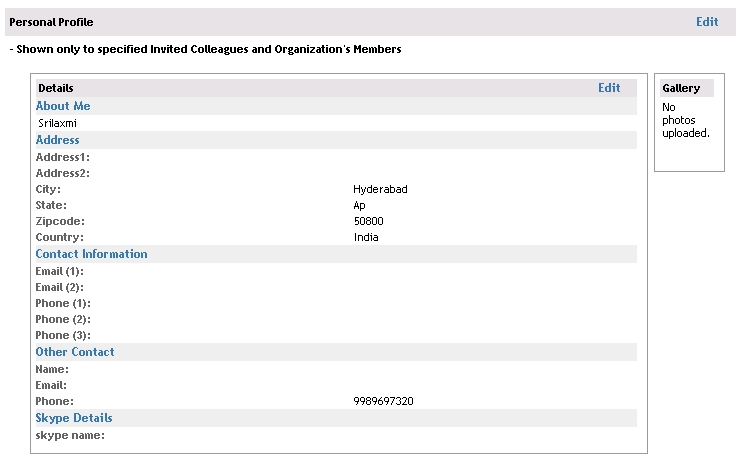 Personal Profile Edit
- Shown only to specified Invited Colleagues and Organization's Members
Details Edit
About Me
Srilaxmi
Address
Address1:
Address2:
City: Hyderabad
State: Ap
Zipcode: 50800
Country: India
Contact Information
Email (1):
Email (2):
Phone (1):
Phone (2):
Phone (3):
Other Contact
Name:
Email:
Phone: 9989697320
Skype Details
skype name:
Gallery
No
photos
uploaded.